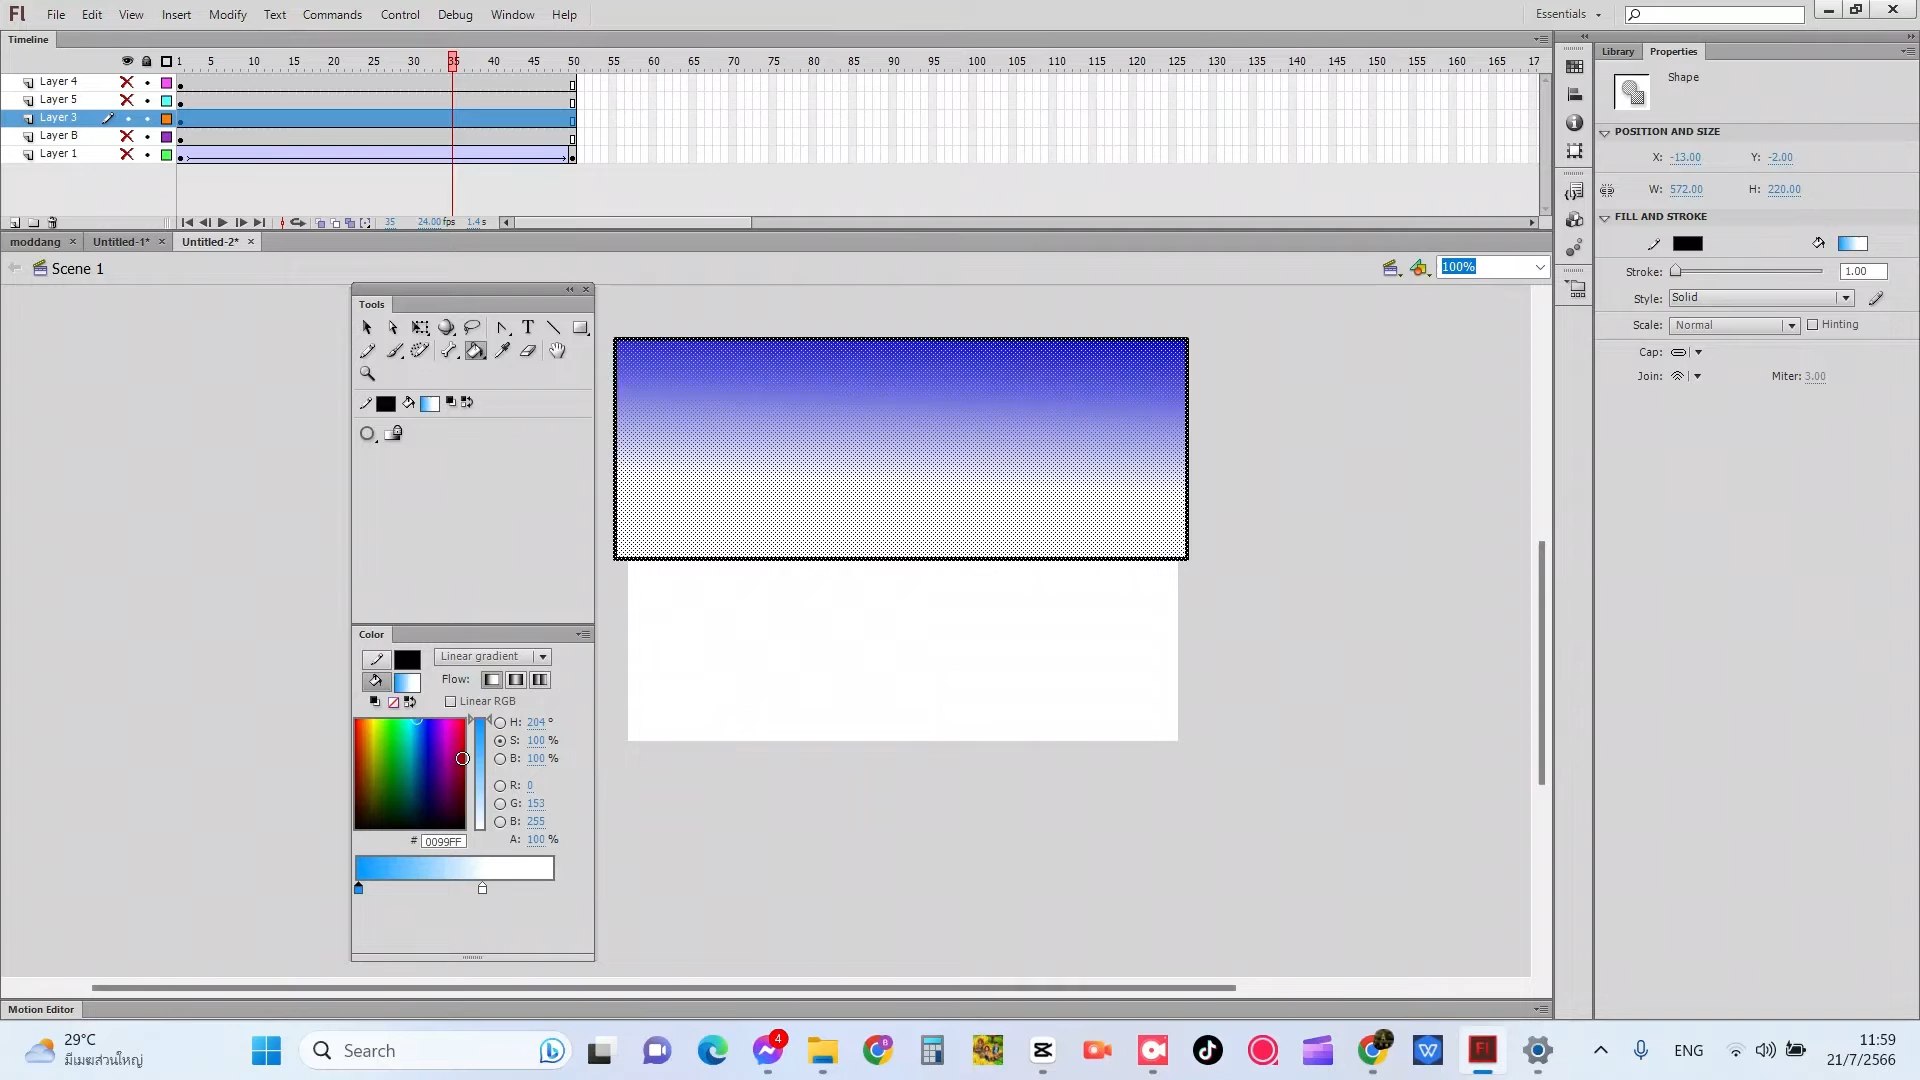 Fl File Edit View Insert Modify Text Commands Control Debug Window Help Essentials
Timeline
1 5 10 15 20 25 30 35 40 45 50 55 60 65 70 75 80 85 90 95 100 105 110 115 120 125 130 135 140 145 150 155 160 165 17
Layer 4
Layer 5
Layer 3
Layer B
Layer 1
35 24.00 fps 1.4 s
moddang Untitled-1* Untitled-2*
Scene 1 100%
Tools
T
Color
Linear gradient
Flow:
Linear RGB
H: 204 °
S: 100 %
B: 100 %
R: 0
G: 153
B: 255
# 0099FF A: 100 %
Library Properties
Shape
POSITION AND SIZE
X: -13.00 Y: -2.00
W: 572.00 H: 220.00
FILL AND STROKE
Stroke: 1.00
Style: Solid
Scale: Normal Hinting
Cap:
Join: Miter: 3.00
Motion Editor
29°C
มีเมฆส่วนใหญ่
Search
4
Fl
ENG
11:59
21/7/2566